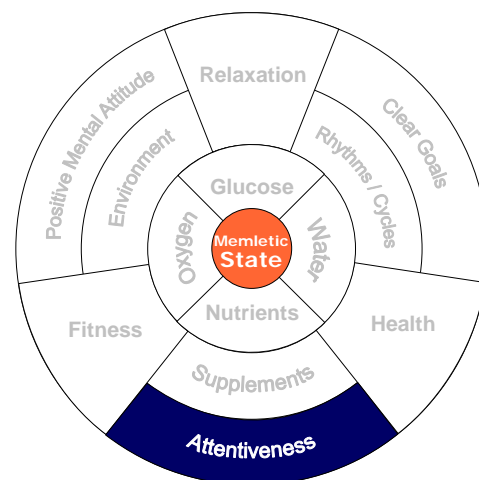 Relaxation
Positive Mental Attitude
Clear Goals
Environment
Rhythms / Cycles
Glucose
Oxygen
Water
Memletic
State
Nutrients
Fitness
Health
Supplements
Attentiveness